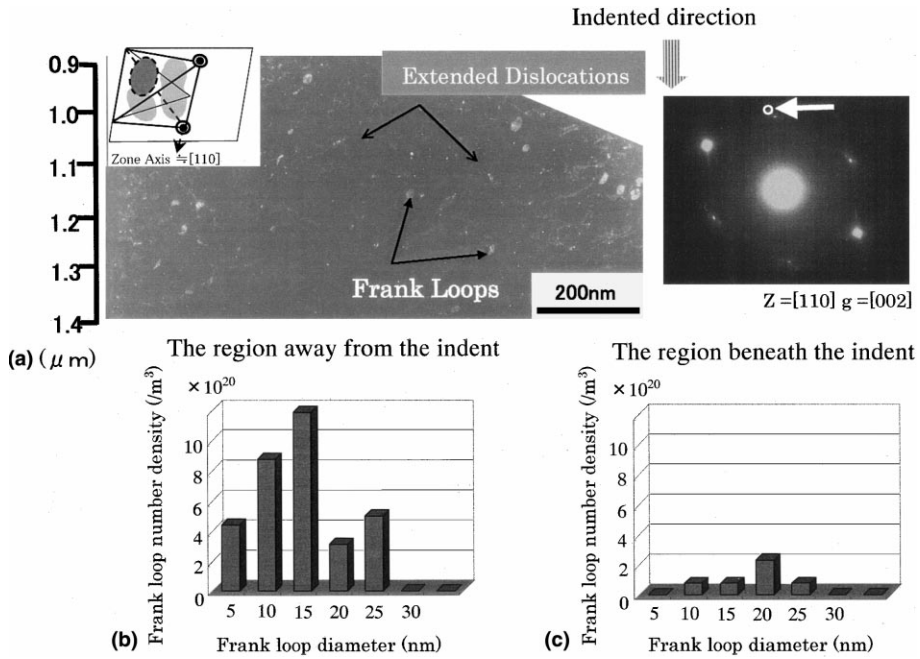 Indented direction
0.9
1.0
1.1
1.2
1.3
1.4
(a) (μm)
Zone Axis ≒[110]
Extended Dislocations
Frank Loops
200nm
Z =[110] g =[002]
The region away from the indent
× 10²⁰
Frank loop number density (/m³)
10
8
6
4
2
0
5 10 15 20 25 30
(b)
Frank loop diameter (nm)
The region beneath the indent
× 10²⁰
Frank loop number density (/m³)
10
8
6
4
2
0
5 10 15 20 25 30
(c)
Frank loop diameter (nm)